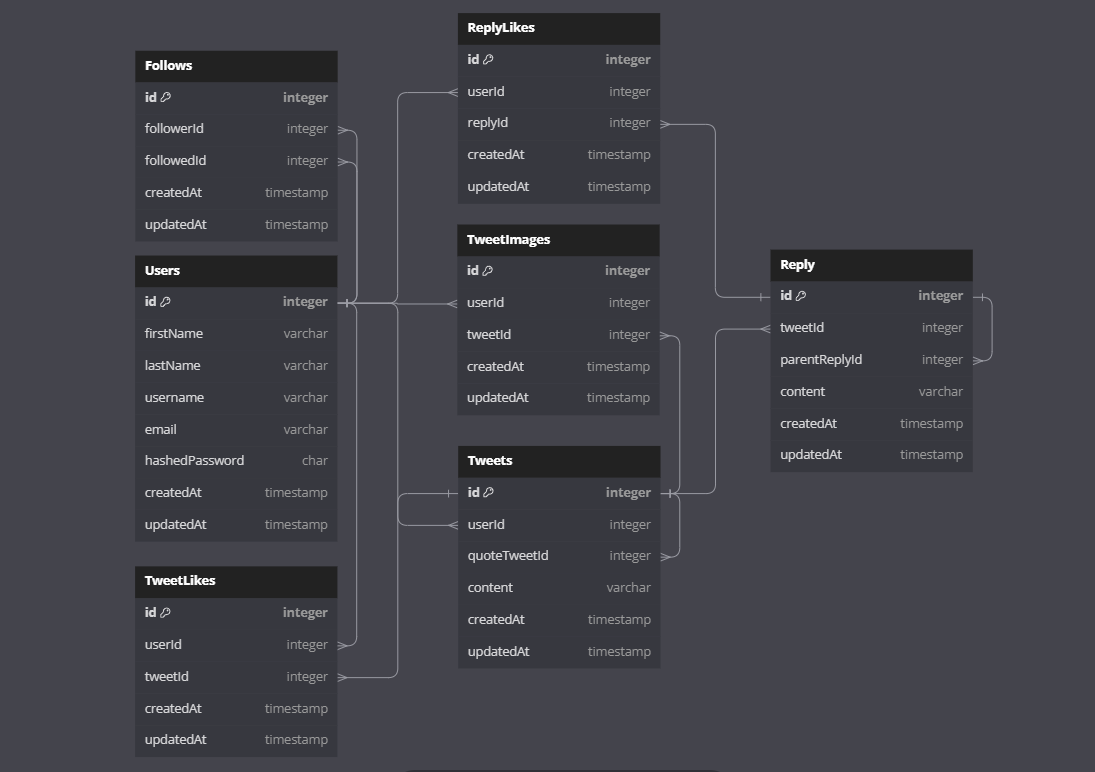 Follows
id integer
followerId integer
followedId integer
createdAt timestamp
updatedAt timestamp
Users
id integer
firstName varchar
lastName varchar
username varchar
email varchar
hashedPassword char
createdAt timestamp
updatedAt timestamp
TweetLikes
id integer
userId integer
tweetId integer
createdAt timestamp
updatedAt timestamp
ReplyLikes
id integer
userId integer
replyId integer
createdAt timestamp
updatedAt timestamp
TweetImages
id integer
userId integer
tweetId integer
createdAt timestamp
updatedAt timestamp
Tweets
id integer
userId integer
quoteTweetId integer
content varchar
createdAt timestamp
updatedAt timestamp
Reply
id integer
tweetId integer
parentReplyId integer
content varchar
createdAt timestamp
updatedAt timestamp